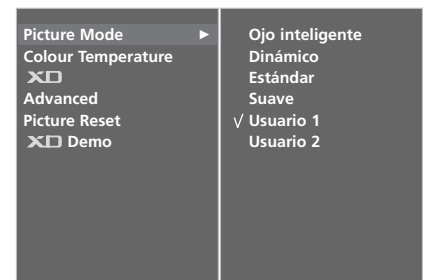 Picture Mode ►
Colour Temperature
XD
Advanced
Picture Reset
XD Demo
Ojo inteligente
Dinámico
Estándar
Suave
√ Usuario 1
Usuario 2